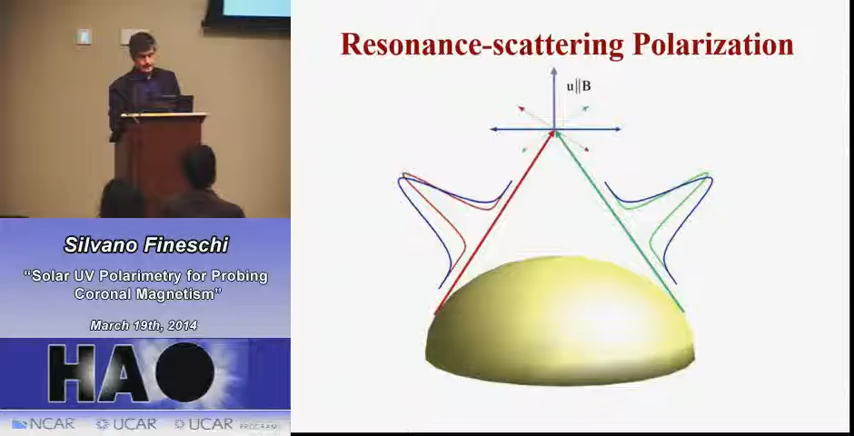 Resonance-scattering Polarization
u||B
Silvano Fineschi
“Solar UV Polarimetry for Probing
Coronal Magnetism”
March 19th, 2014
HAO
NCAR UCAR UCAR PROGRAMS